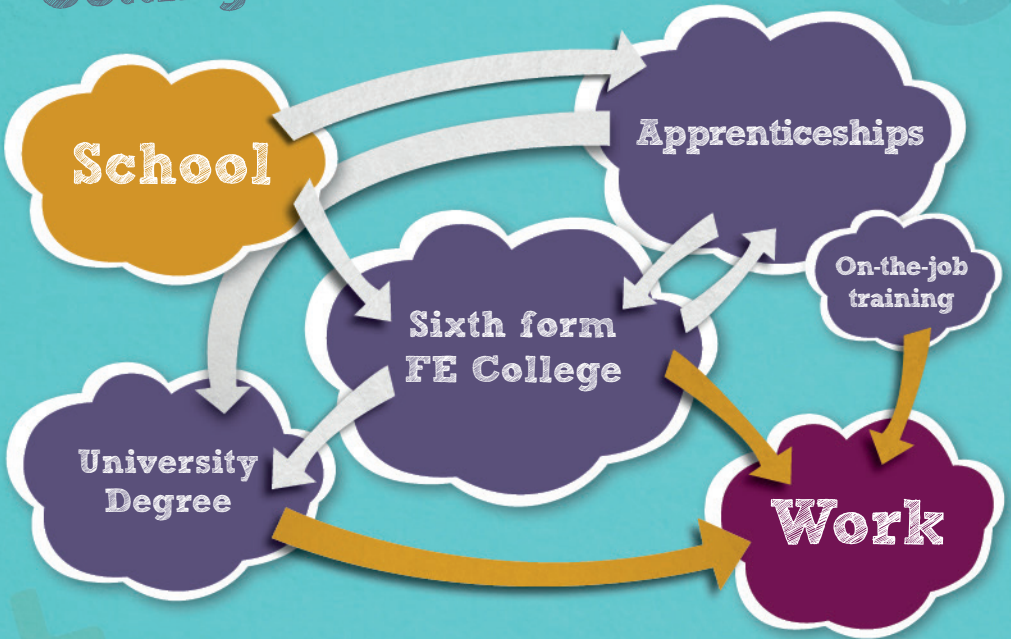 School
Apprenticeships
On-the-job
training
Sixth form
FE College
University
Degree
Work